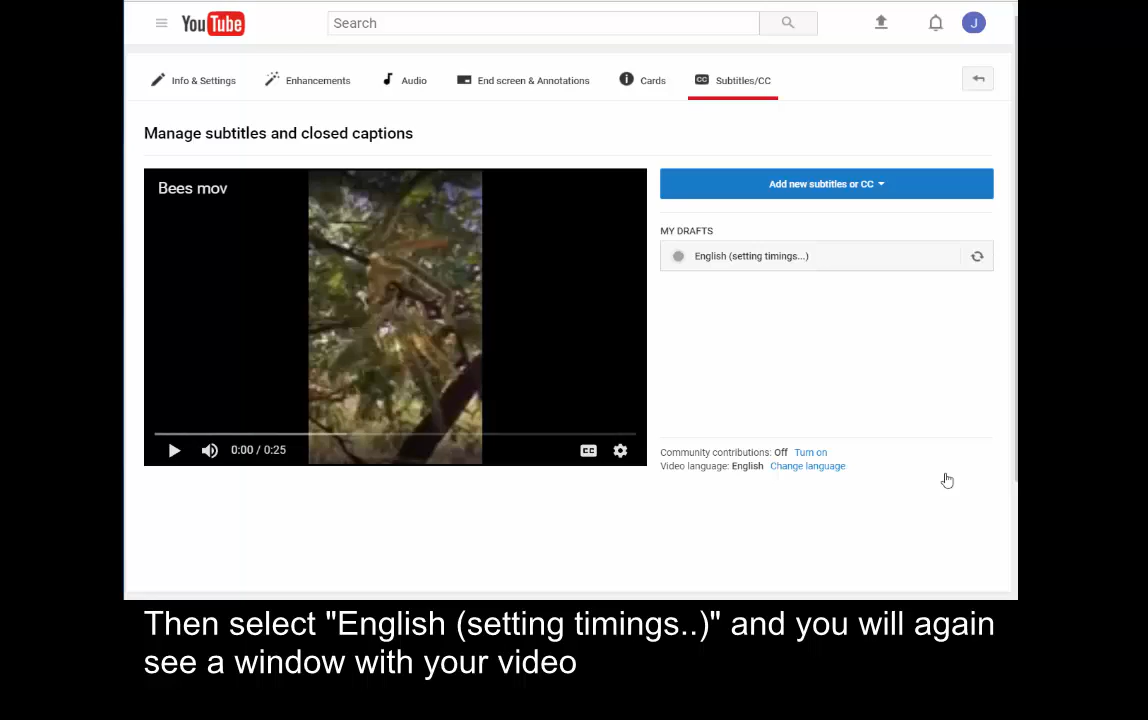 YouTube
Search
J
Info & Settings
Enhancements
Audio
End screen & Annotations
Cards
CC Subtitles/CC
Manage subtitles and closed captions
Bees mov
Add new subtitles or CC
MY DRAFTS
English (setting timings...)
0:00 / 0:25
CC
Community contributions: Off Turn on
Video language: English Change language
Then select "English (setting timings..)" and you will again
see a window with your video